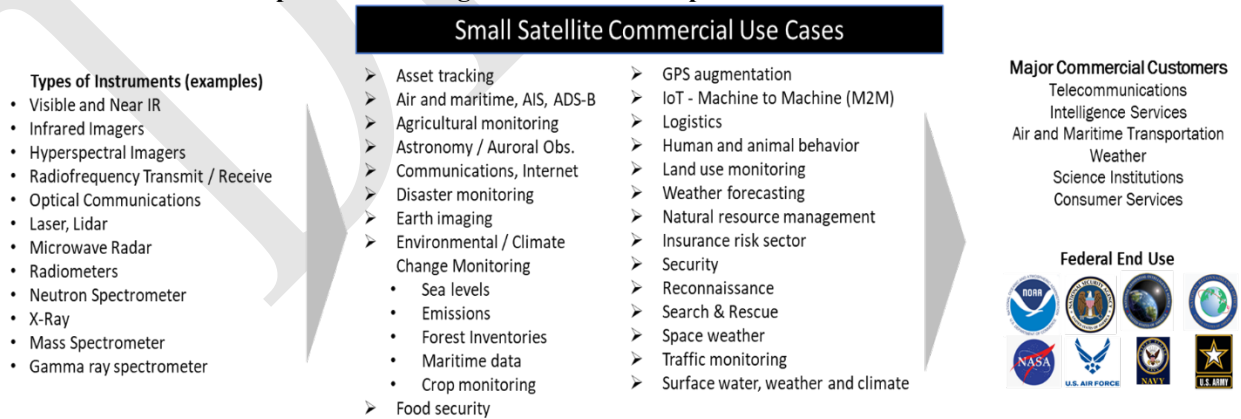 Small Satellite Commercial Use Cases
Types of Instruments (examples)
• Visible and Near IR
• Infrared Imagers
• Hyperspectral Imagers
• Radiofrequency Transmit / Receive
• Optical Communications
• Laser, Lidar
• Microwave Radar
• Radiometers
• Neutron Spectrometer
• X-Ray
• Mass Spectrometer
• Gamma ray spectrometer
➢ Asset tracking
➢ Air and maritime, AIS, ADS-B
➢ Agricultural monitoring
➢ Astronomy / Auroral Obs.
➢ Communications, Internet
➢ Disaster monitoring
➢ Earth imaging
➢ Environmental / Climate
Change Monitoring
• Sea levels
• Emissions
• Forest Inventories
• Maritime data
• Crop monitoring
➢ Food security
➢ GPS augmentation
➢ IoT - Machine to Machine (M2M)
➢ Logistics
➢ Human and animal behavior
➢ Land use monitoring
➢ Weather forecasting
➢ Natural resource management
➢ Insurance risk sector
➢ Security
➢ Reconnaissance
➢ Search & Rescue
➢ Space weather
➢ Traffic monitoring
➢ Surface water, weather and climate
Major Commercial Customers
Telecommunications
Intelligence Services
Air and Maritime Transportation
Weather
Science Institutions
Consumer Services
Federal End Use
NOAA
NASA
U.S. AIR FORCE
NAVY
U.S. ARMY